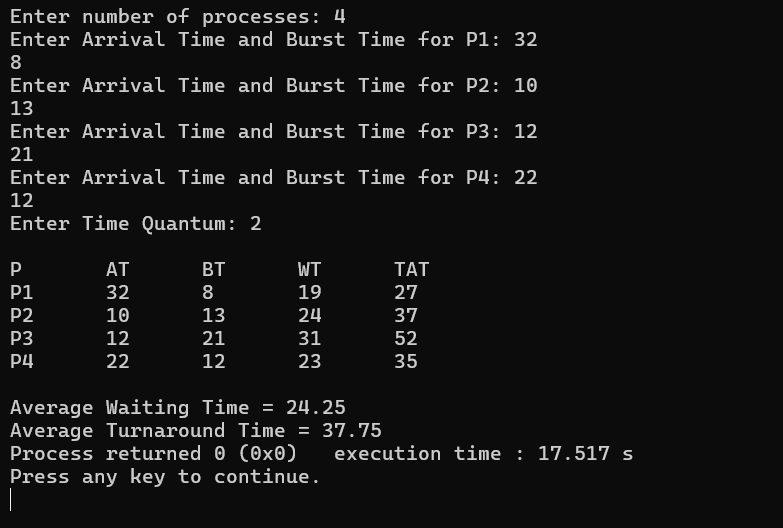 Enter number of processes: 4
Enter Arrival Time and Burst Time for P1: 32
8
Enter Arrival Time and Burst Time for P2: 10
13
Enter Arrival Time and Burst Time for P3: 12
21
Enter Arrival Time and Burst Time for P4: 22
12
Enter Time Quantum: 2

P       AT      BT      WT      TAT
P1      32      8       19      27
P2      10      13      24      37
P3      12      21      31      52
P4      22      12      23      35

Average Waiting Time = 24.25
Average Turnaround Time = 37.75
Process returned 0 (0x0)   execution time : 17.517 s
Press any key to continue.